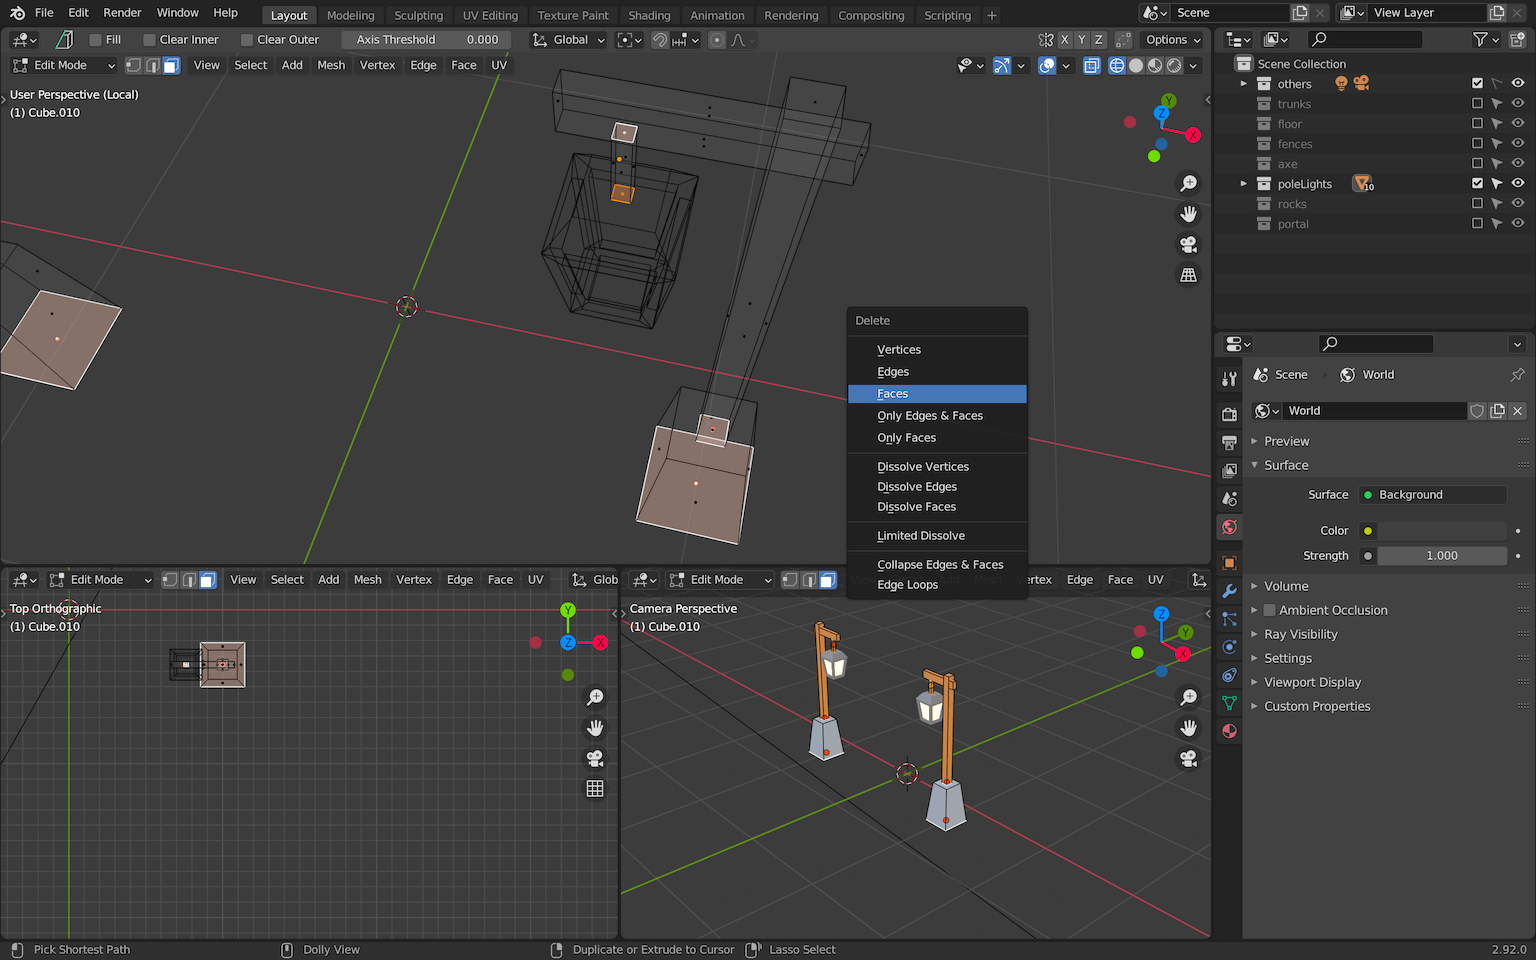 File Edit Render Window Help Layout Modeling Sculpting UV Editing Texture Paint Shading Animation Rendering Compositing Scripting + Scene View Layer
Fill Clear Inner Clear Outer Axis Threshold 0.000 Global X Y Z Options
Edit Mode View Select Add Mesh Vertex Edge Face UV
User Perspective (Local)
(1) Cube.010
Y
Z
X
Scene Collection
others
trunks
floor
fences
axe
poleLights 10
rocks
portal
Delete
Vertices
Edges
Faces
Only Edges & Faces
Only Faces
Dissolve Vertices
Dissolve Edges
Dissolve Faces
Limited Dissolve
Collapse Edges & Faces
Edge Loops
Scene World
World
Preview
Surface
Surface Background
Color
Strength 1.000
Volume
Ambient Occlusion
Ray Visibility
Settings
Viewport Display
Custom Properties
Edit Mode View Select Add Mesh Vertex Edge Face UV Glob
Top Orthographic
(1) Cube.010
Y
Z X
Edit Mode ertex Edge Face UV
Camera Perspective
(1) Cube.010
Z
Y
X
Pick Shortest Path Dolly View Duplicate or Extrude to Cursor Lasso Select 2.92.0